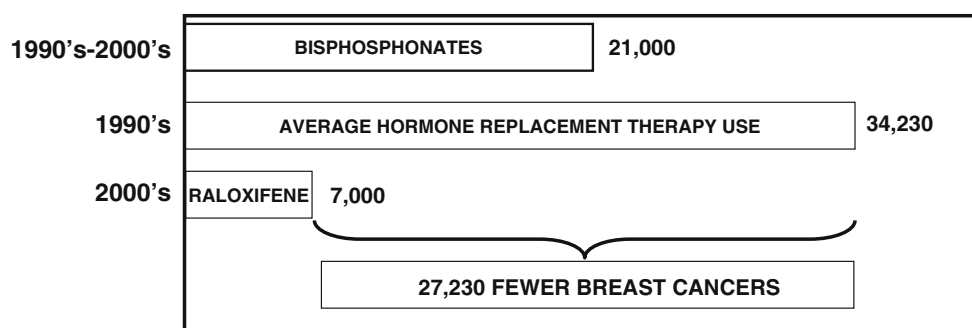 1990's-2000's BISPHOSPHONATES 21,000
1990's AVERAGE HORMONE REPLACEMENT THERAPY USE 34,230
2000's RALOXIFENE 7,000
27,230 FEWER BREAST CANCERS